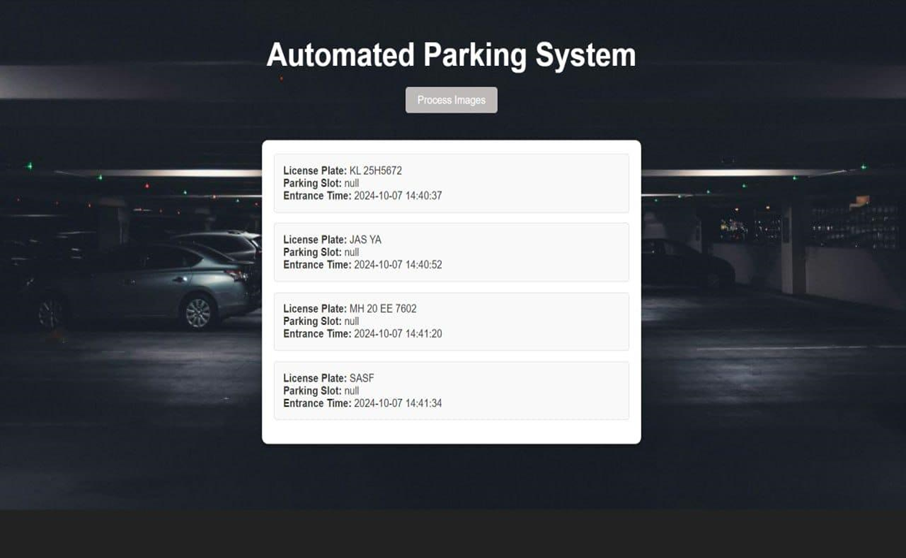 Automated Parking System
Process Images
License Plate: KL 25H5672
Parking Slot: null
Entrance Time: 2024-10-07 14:40:37
License Plate: JAS YA
Parking Slot: null
Entrance Time: 2024-10-07 14:40:52
License Plate: MH 20 EE 7602
Parking Slot: null
Entrance Time: 2024-10-07 14:41:20
License Plate: SASF
Parking Slot: null
Entrance Time: 2024-10-07 14:41:34